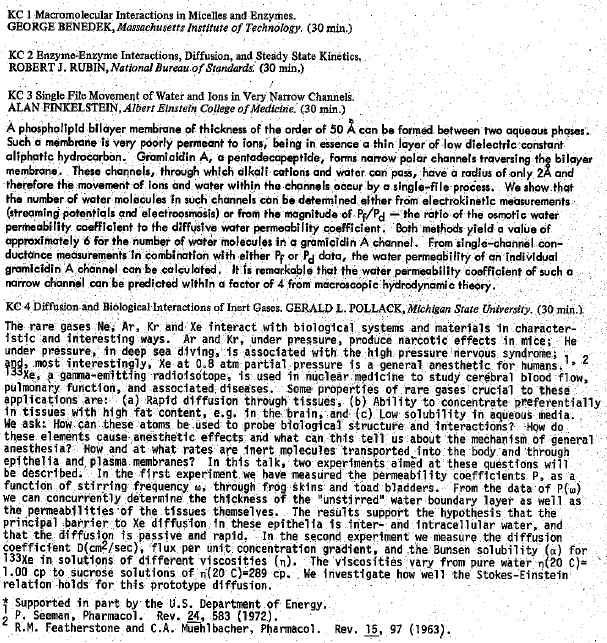 KC 1 Macromolecular Interactions in Micelles and Enzymes.
GEORGE BENEDEK, Massachusetts Institute of Technology. (30 min.)
KC 2 Enzyme-Enzyme Interactions, Diffusion, and Steady State Kinetics.
ROBERT J. RUBIN, National Bureau of Standards. (30 min.)
KC 3 Single File Movement of Water and Ions in Very Narrow Channels.
ALAN FINKELSTEIN, Albert Einstein College of Medicine. (30 min.)
A phospholipid bilayer membrane of thickness of the order of 50 Å can be formed between two aqueous phases.
Such a membrane is very poorly permeant to ions, being in essence a thin layer of low dielectric constant
aliphatic hydrocarbon. Gramicidin A, a pentadecapeptide, forms narrow polar channels traversing the bilayer
membrane. These channels, through which alkali cations and water can pass, have a radius of only 2Å and
therefore the movement of ions and water within the channels occur by a single-file process. We show that
the number of water molecules in such channels can be determined either from electrokinetic measurements
(streaming potentials and electroosmosis) or from the magnitude of Pf/Pd — the ratio of the osmotic water
permeability coefficient to the diffusive water permeability coefficient. Both methods yield a value of
approximately 6 for the number of water molecules in a gramicidin A channel. From single-channel con-
ductance measurements in combination with either Pf or Pd data, the water permeability of an individual
gramicidin A channel can be calculated. It is remarkable that the water permeability coefficient of such a
narrow channel can be predicted within a factor of 4 from macroscopic hydrodynamic theory.
KC 4 Diffusion and Biological Interactions of Inert Gases. GERALD L. POLLACK, Michigan State University. (30 min.)
The rare gases Ne, Ar, Kr and Xe interact with biological systems and materials in character-
istic and interesting ways. Ar and Kr, under pressure, produce narcotic effects in mice; He
under pressure, in deep sea diving, is associated with the high pressure nervous syndrome;
and, most interestingly, Xe at 0.8 atm partial pressure is a general anesthetic for humans.1, 2
133Xe, a gamma-emitting radioisotope, is used in nuclear medicine to study cerebral blood flow,
pulmonary function, and associated diseases. Some properties of rare gases crucial to these
applications are: (a) Rapid diffusion through tissues, (b) Ability to concentrate preferentially
in tissues with high fat content, e.g. in the brain, and (c) Low solubility in aqueous media.
We ask: How can these atoms be used to probe biological structure and interactions? How do
these elements cause anesthetic effects and what can this tell us about the mechanism of general
anesthesia? How and at what rates are inert molecules transported into the body and through
epithelia and plasma membranes? In this talk, two experiments aimed at these questions will
be described. In the first experiment we have measured the permeability coefficients P, as a
function of stirring frequency ω, through frog skins and toad bladders. From the data of P(ω)
we can concurrently determine the thickness of the "unstirred" water boundary layer as well as
the permeabilities of the tissues themselves. The results support the hypothesis that the
principal barrier to Xe diffusion in these epithelia is inter- and intracellular water, and
that the diffusion is passive and rapid. In the second experiment we measure the diffusion
coefficient D(cm²/sec), flux per unit concentration gradient, and the Bunsen solubility (α) for
133Xe in solutions of different viscosities (η). The viscosities vary from pure water η(20 C)=
1.00 cp to sucrose solutions of η(20 C)=289 cp. We investigate how well the Stokes-Einstein
relation holds for this prototype diffusion.
* Supported in part by the U.S. Department of Energy.
1 P. Seeman, Pharmacol. Rev. 24, 583 (1972).
2 R.M. Featherstone and C.A. Muehlbacher, Pharmacol. Rev. 15, 97 (1963).